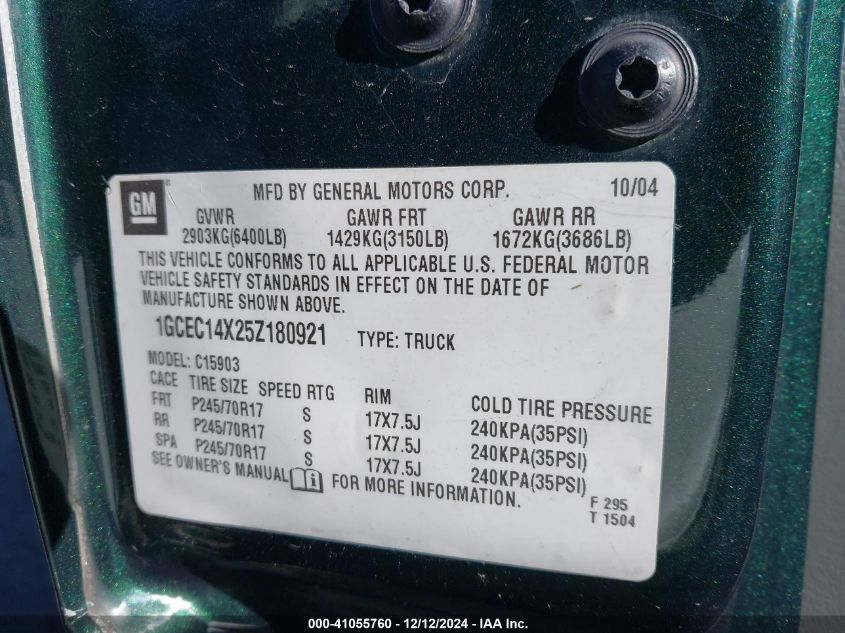 GM
MFD BY GENERAL MOTORS CORP. 10/04
GVWR GAWR FRT GAWR RR
2903KG(6400LB) 1429KG(3150LB) 1672KG(3686LB)
THIS VEHICLE CONFORMS TO ALL APPLICABLE U.S. FEDERAL MOTOR
VEHICLE SAFETY STANDARDS IN EFFECT ON THE DATE OF
MANUFACTURE SHOWN ABOVE.
1GCEC14X25Z180921 TYPE: TRUCK
MODEL: C15903
CACE TIRE SIZE SPEED RTG RIM COLD TIRE PRESSURE
FRT P245/70R17 S 17X7.5J 240KPA(35PSI)
RR P245/70R17 S 17X7.5J 240KPA(35PSI)
SPA P245/70R17 S 17X7.5J 240KPA(35PSI)
SEE OWNER'S MANUAL i FOR MORE INFORMATION.
F 295
T 1504
000-41055760 - 12/12/2024 - IAA Inc.